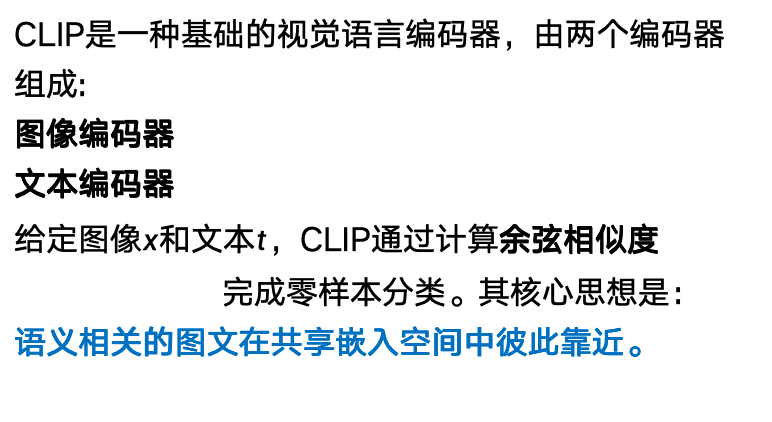 CLIP是一种基础的视觉语言编码器，由两个编码器
组成:
图像编码器
文本编码器
给定图像x和文本t，CLIP通过计算余弦相似度
完成零样本分类。其核心思想是：
语义相关的图文在共享嵌入空间中彼此靠近。